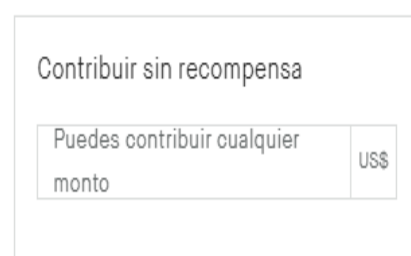 Contribuir sin recompensa
Puedes contribuir cualquier
monto
US$